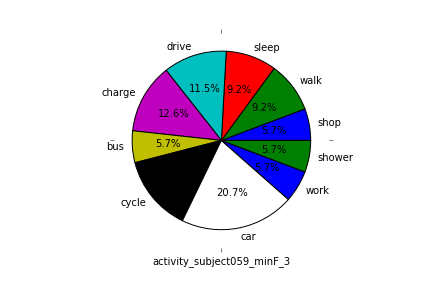 drive
sleep
walk
shop
shower
work
car
cycle
bus
charge
11.5%
9.2%
9.2%
5.7%
5.7%
5.7%
20.7%
5.7%
12.6%
activity_subject059_minF_3